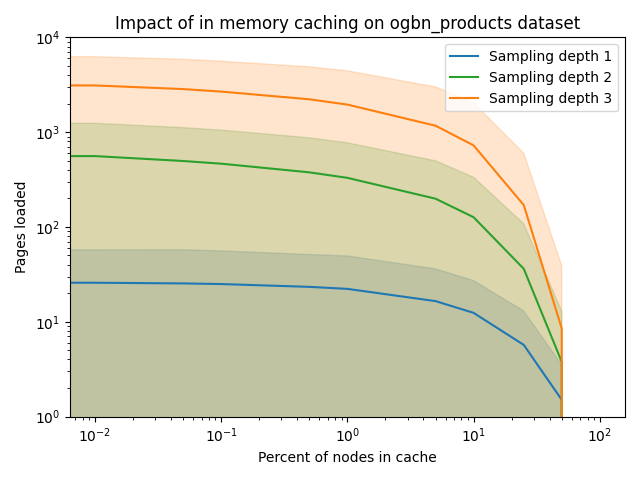 Impact of in memory caching on ogbn_products dataset
Sampling depth 1
Sampling depth 2
Sampling depth 3
Pages loaded
10⁴
10³
10²
10¹
10⁰
10⁻² 10⁻¹ 10⁰ 10¹ 10²
Percent of nodes in cache